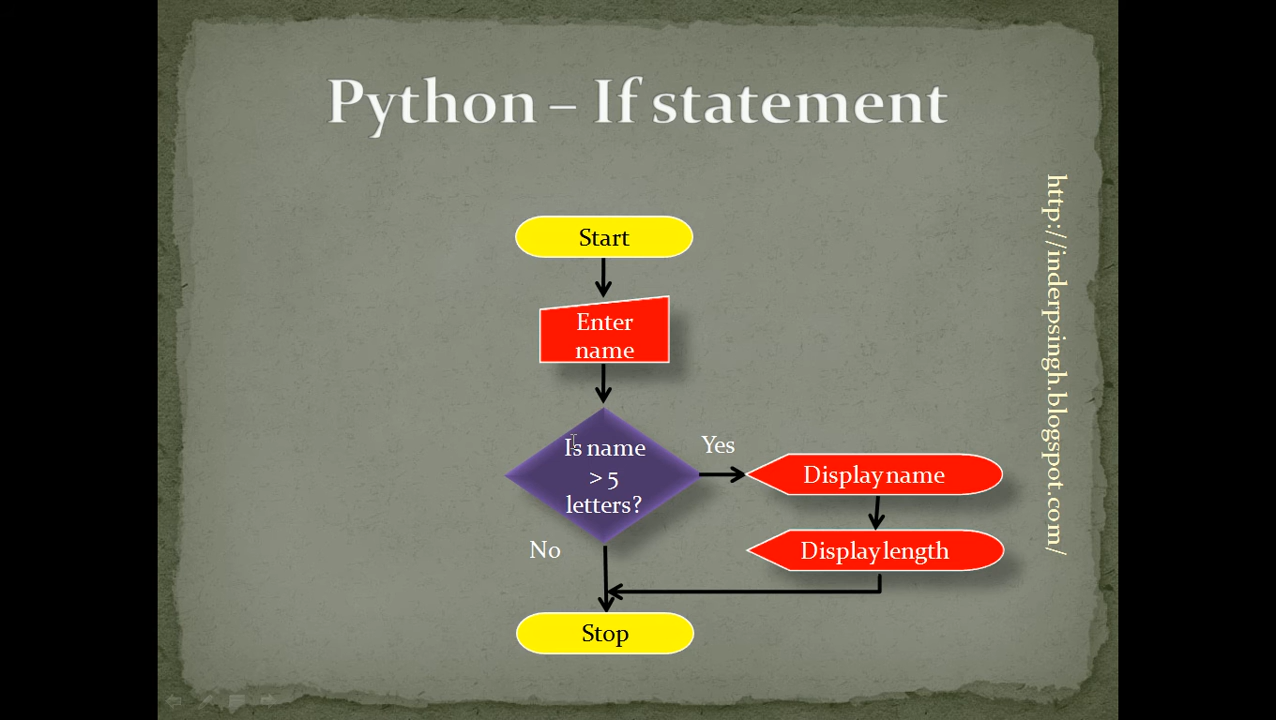 Python – If statement
http://inderpsingh.blogspot.com/
Start
Enter
name
Is name
> 5
letters?
Yes
Display name
Display length
No
Stop